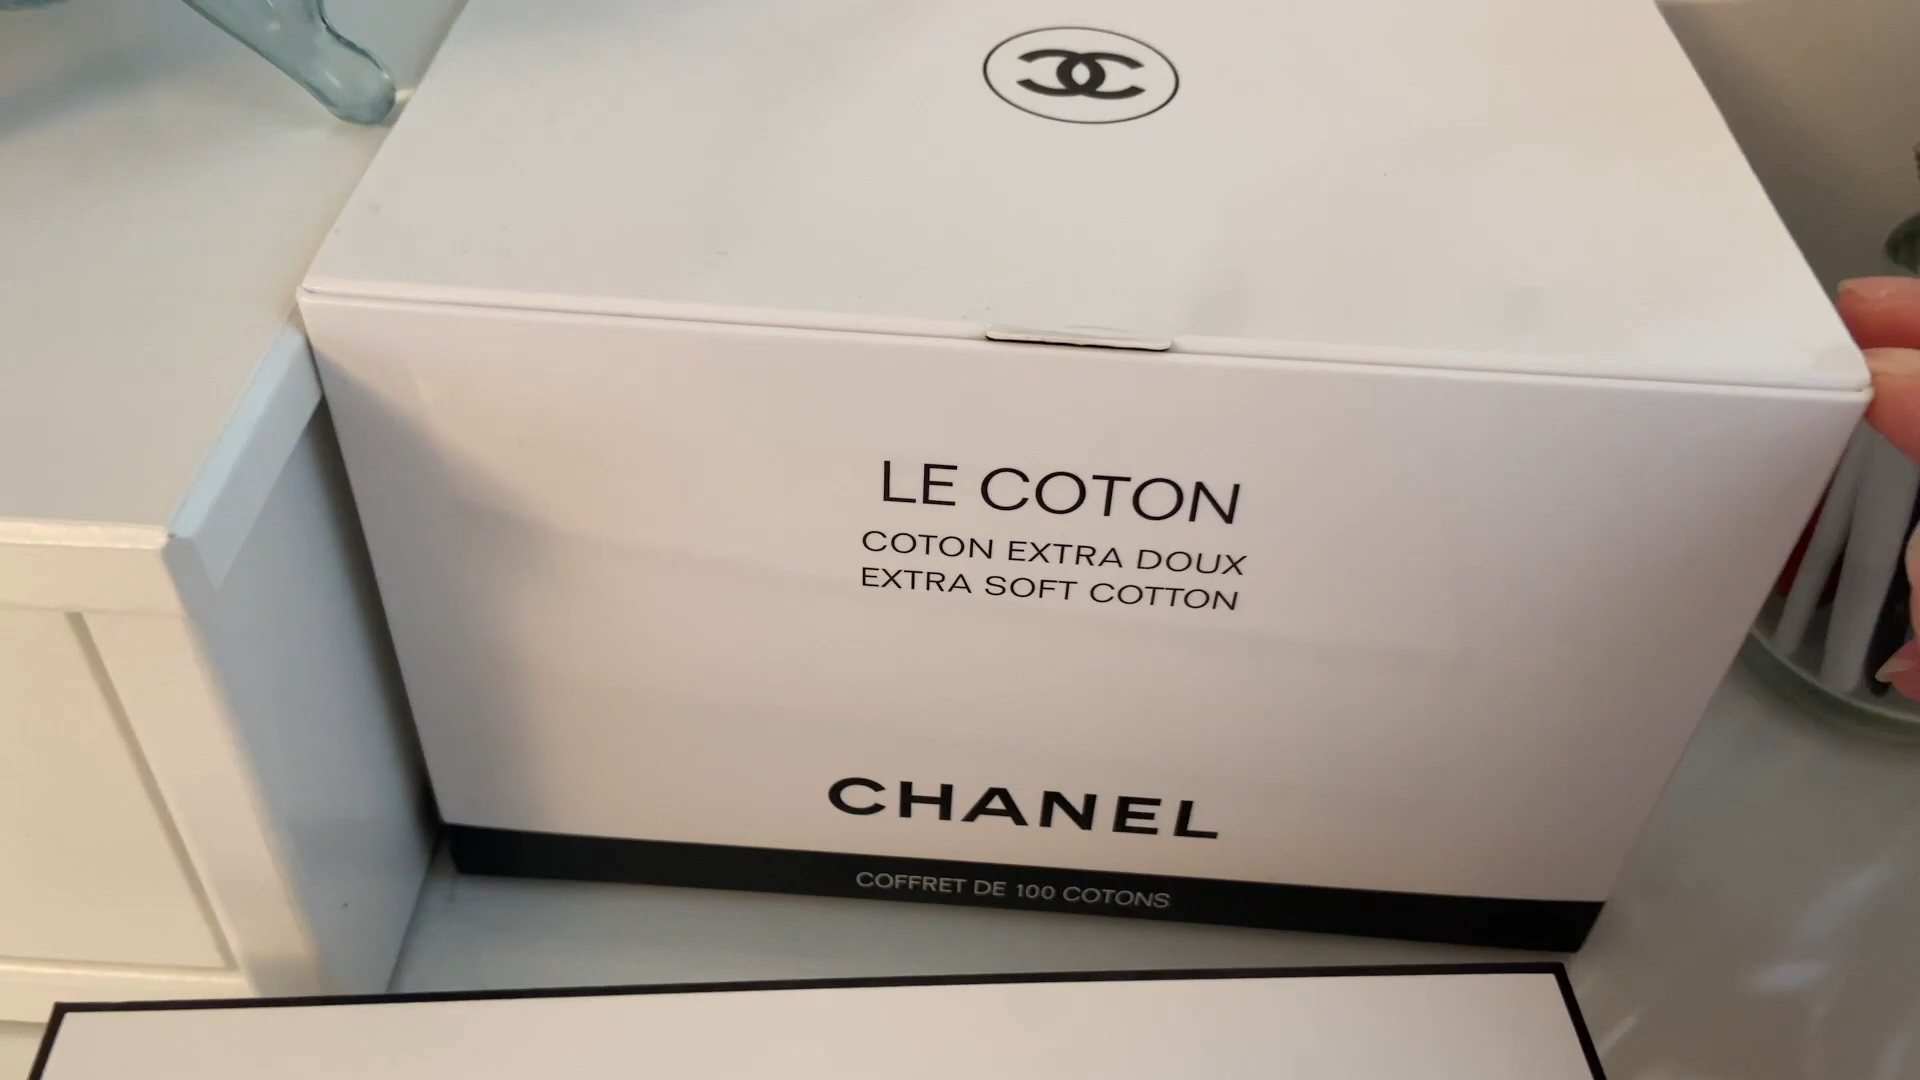 LE COTON
COTON EXTRA DOUX
EXTRA SOFT COTTON
CHANEL
COFFRET DE 100 COTONS